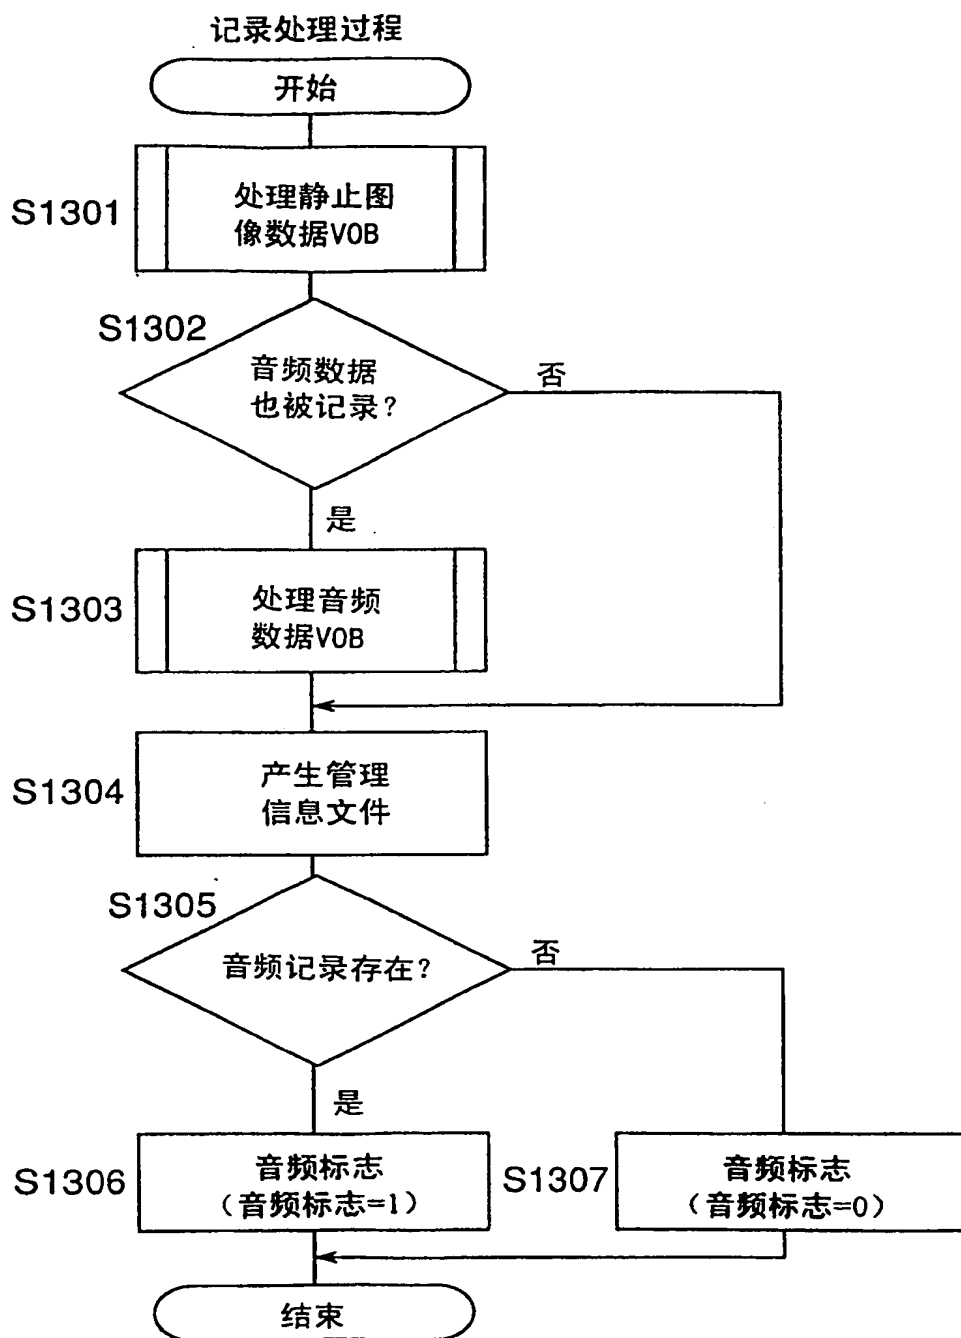 记录处理过程
开始
S1301
处理静止图
像数据VOB
S1302
音频数据
也被记录?
否
是
S1303
处理音频
数据VOB
S1304
产生管理
信息文件
S1305
音频记录存在?
否
是
S1306
音频标志
(音频标志=1)
S1307
音频标志
(音频标志=0)
结束